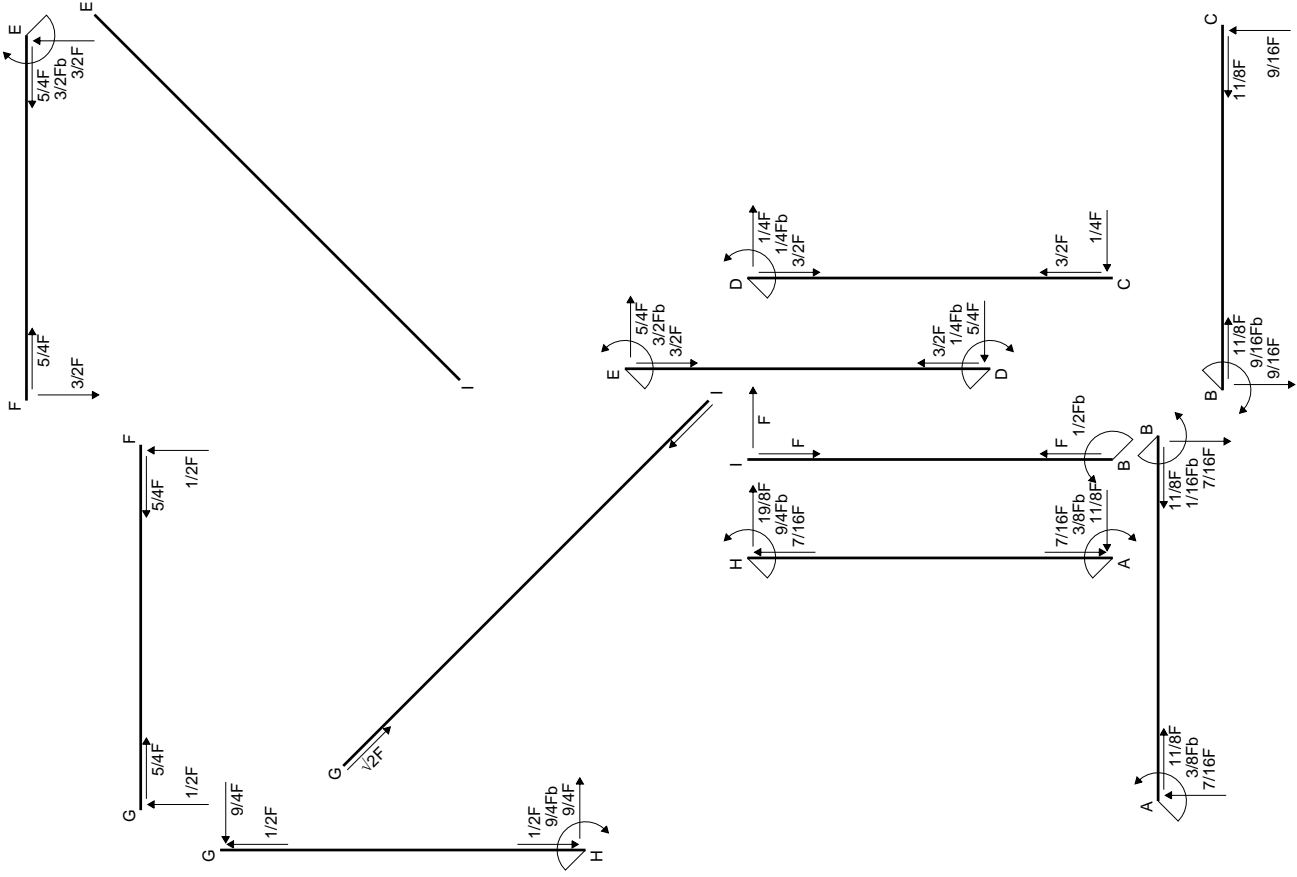 F
5/4F
3/2F
E
5/4F
3/2Fb
3/2F
E
I
G
5/4F
1/2F
F
5/4F
1/2F
G
√2F
I
G
9/4F
1/2F
H
1/2F
9/4Fb
9/4F
E
5/4F
3/2Fb
3/2F
D
3/2F
1/4Fb
5/4F
D
1/4F
1/4Fb
3/2F
C
3/2F
1/4F
I
F
F
B
F
1/2Fb
H
19/8F
9/4Fb
7/16F
A
7/16F
3/8Fb
11/8F
A
11/8F
3/8Fb
7/16F
B
11/8F
1/16Fb
7/16F
B
11/8F
9/16Fb
9/16F
C
11/8F
9/16F